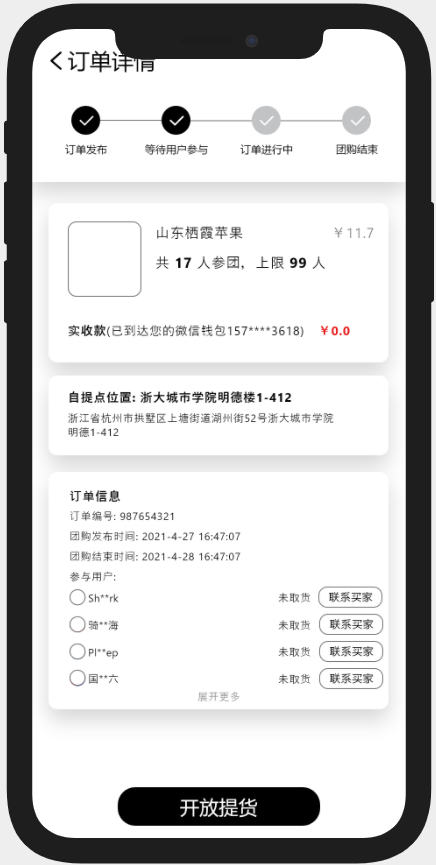 订单详情
订单发布 等待用户参与 订单进行中 团购结束
山东栖霞苹果 ￥11.7
共 17 人参团，上限 99 人
实收款(已到达您的微信钱包157****3618) ￥0.0
自提点位置: 浙大城市学院明德楼1-412
浙江省杭州市拱墅区上塘街道湖州街52号浙大城市学院
明德1-412
订单信息
订单编号: 987654321
团购发布时间: 2021-4-27 16:47:07
团购结束时间: 2021-4-28 16:47:07
参与用户:
Sh**rk 未取货 联系买家
骑**海 未取货 联系买家
Pl**ep 未取货 联系买家
国**六 未取货 联系买家
展开更多
开放提货